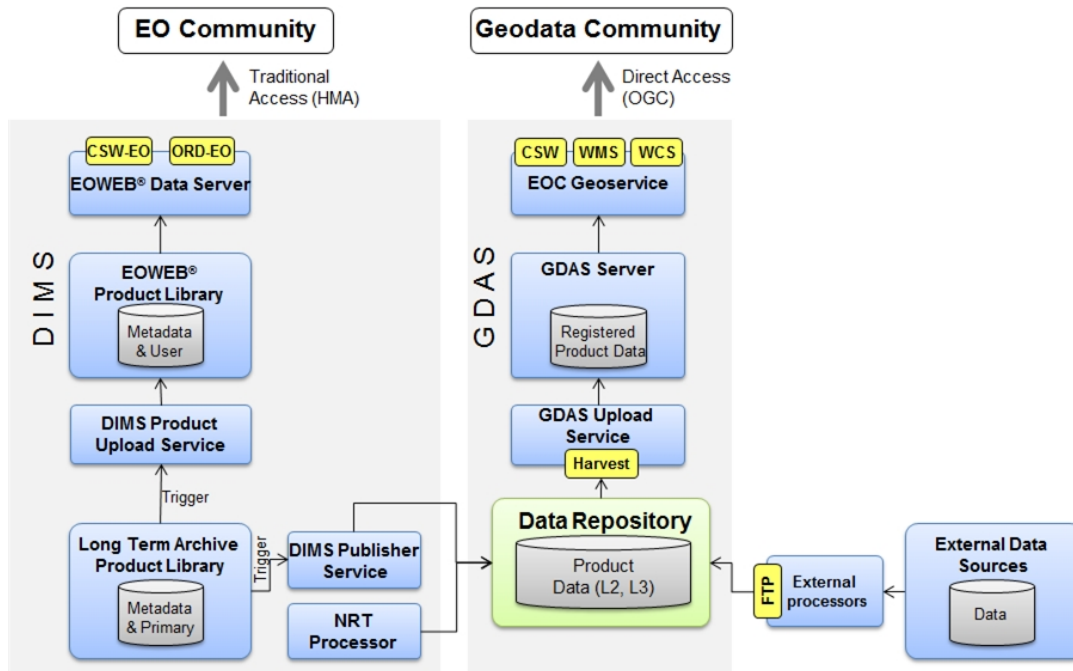 EO Community
Geodata Community
Traditional
Access (HMA)
Direct Access
(OGC)
DIMS
CSW-EO
ORD-EO
EOWEB® Data Server
EOWEB®
Product Library
Metadata
& User
DIMS Product
Upload Service
Trigger
Long Term Archive
Product Library
Metadata
& Primary
Trigger
DIMS Publisher
Service
NRT
Processor
GDAS
CSW
WMS
WCS
EOC Geoservice
GDAS Server
Registered
Product Data
GDAS Upload
Service
Harvest
Data Repository
Product
Data (L2, L3)
FTP
External
processors
External Data
Sources
Data